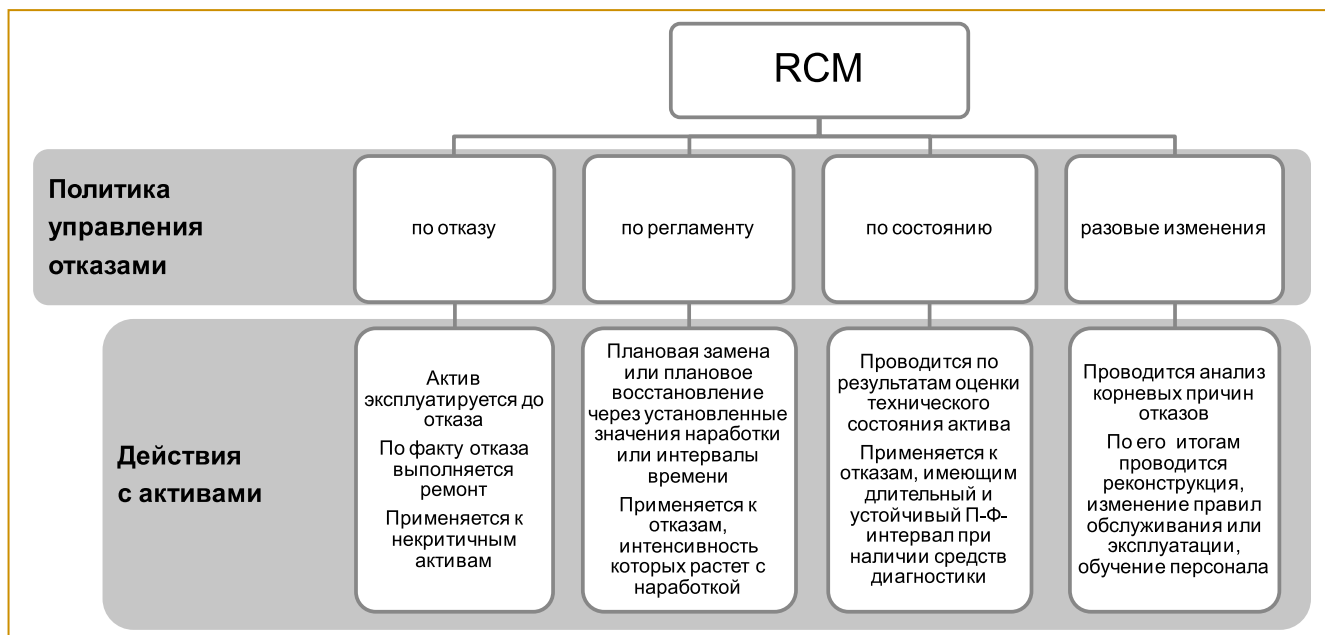 RCM
Политика
управления
отказами
по отказу
по регламенту
по состоянию
разовые изменения
Действия
с активами
Актив
эксплуатируется до
отказа
По факту отказа
выполняется
ремонт
Применяется к
некритичным
активам
Плановая замена
или плановое
восстановление
через установленные
значения наработки
или интервалы
времени
Применяется к
отказам,
интенсивность
которых растет с
наработкой
Проводится по
результатам оценки
технического
состояния актива
Применяется к
отказам, имеющим
длительный и
устойчивый П-Ф-
интервал при
наличии средств
диагностики
Проводится анализ
корневых причин
отказов
По его итогам
проводится
реконструкция,
изменение правил
обслуживания или
эксплуатации,
обучение персонала